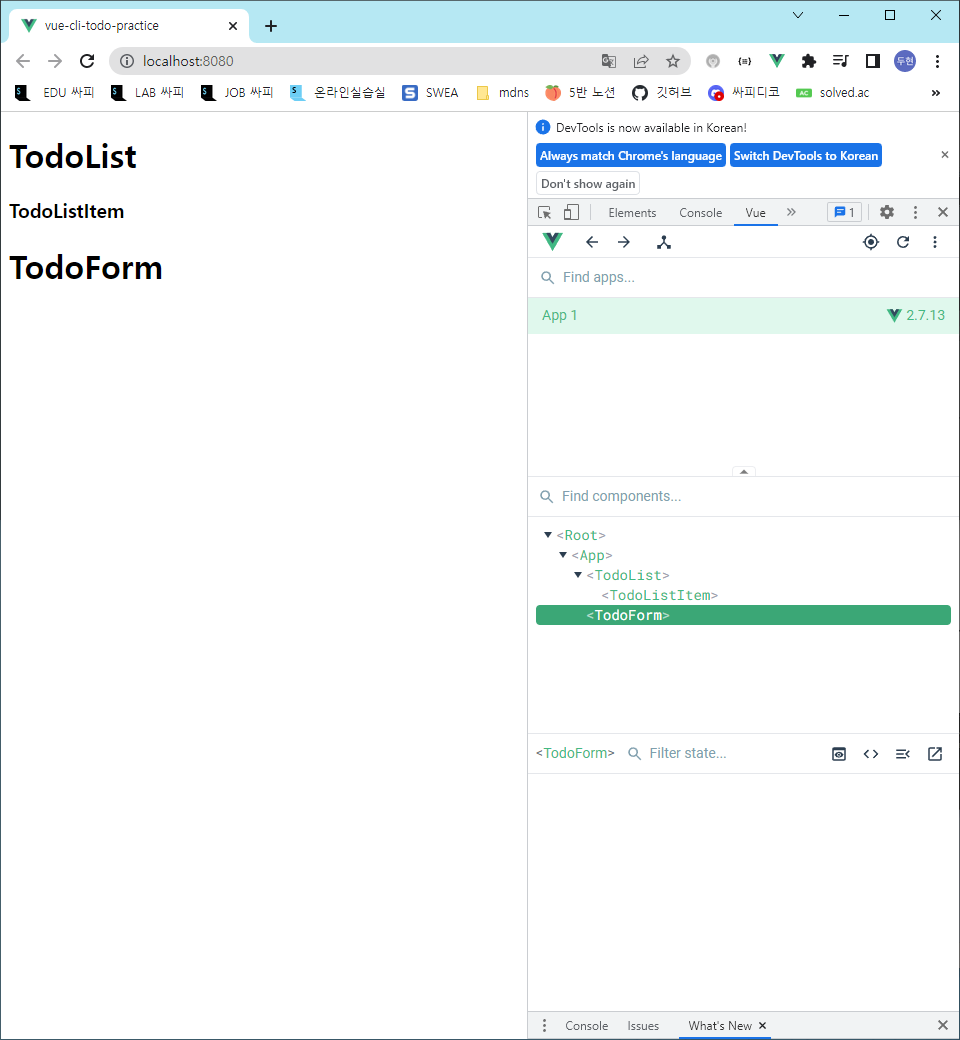 vue-cli-todo-practice
localhost:8080
두현
EDU 싸피 LAB 싸피 JOB 싸피 온라인실습실 SWEA mdns 5반 노션 깃허브 싸피디코 AC solved.ac »
TodoList
TodoListItem
TodoForm
DevTools is now available in Korean!
Always match Chrome's language Switch DevTools to Korean
Don't show again
Elements Console Vue » 1
Find apps...
App 1 2.7.13
Find components...
<Root>
<App>
<TodoList>
<TodoListItem>
<TodoForm>
<TodoForm> Filter state...
Console Issues What's New